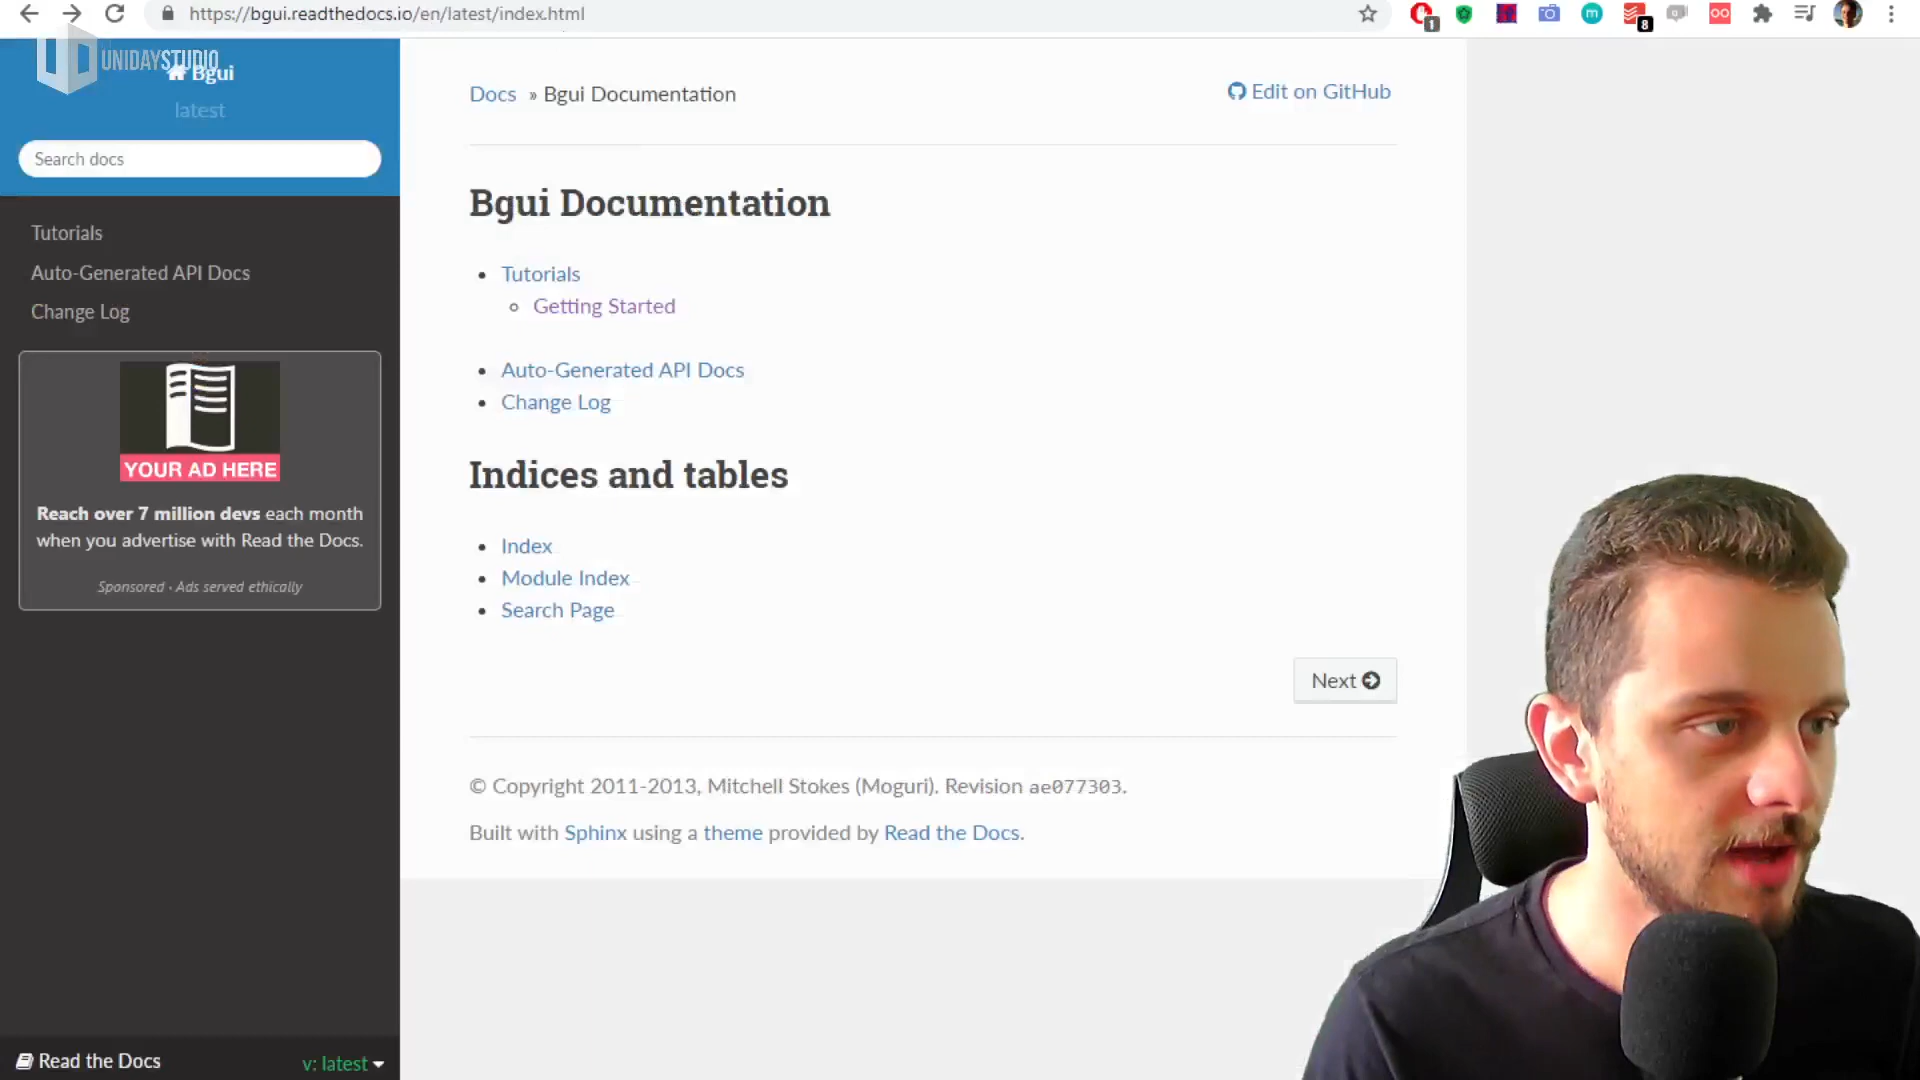 https://bgui.readthedocs.io/en/latest/index.html
1
8
UNIDAYSTUDIO
Bgui
latest
Search docs
Tutorials
Auto-Generated API Docs
Change Log
YOUR AD HERE
Reach over 7 million devs each month
when you advertise with Read the Docs.
Sponsored · Ads served ethically
Read the Docs
v: latest
Docs » Bgui Documentation
Edit on GitHub
Bgui Documentation
Tutorials
Getting Started
Auto-Generated API Docs
Change Log
Indices and tables
Index
Module Index
Search Page
Next
© Copyright 2011-2013, Mitchell Stokes (Moguri). Revision ae077303.
Built with Sphinx using a theme provided by Read the Docs.